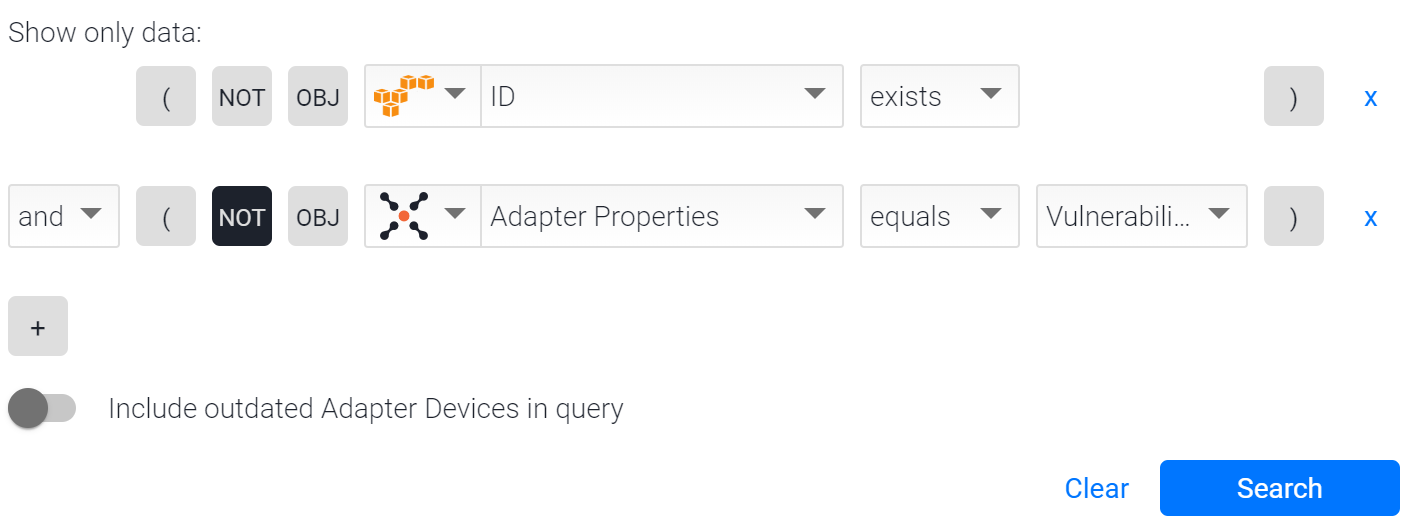 Show only data:
( NOT OBJ ID exists ) x
and ( NOT OBJ Adapter Properties equals Vulnerabili... ) x
+
Include outdated Adapter Devices in query
Clear Search